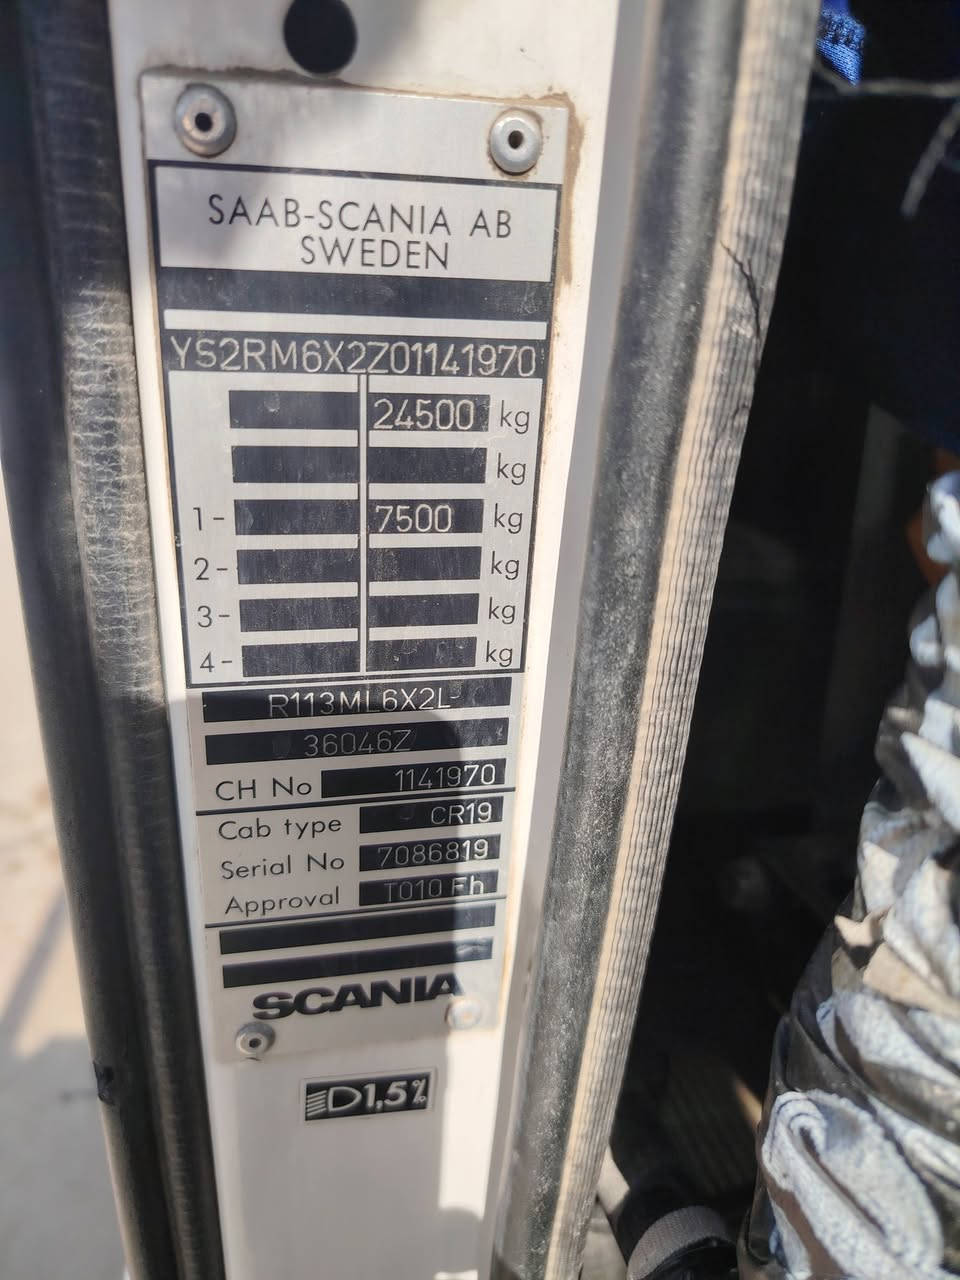 SAAB-SCANIA AB
SWEDEN
YS2RM6X2Z01141970
24500 kg
kg
1- 7500 kg
2- kg
3- kg
4- kg
R113ML6X2L
36046Z
CH No 1141970
Cab type CR19
Serial No 7086819
Approval T010 Fh
SCANIA
D1,5%